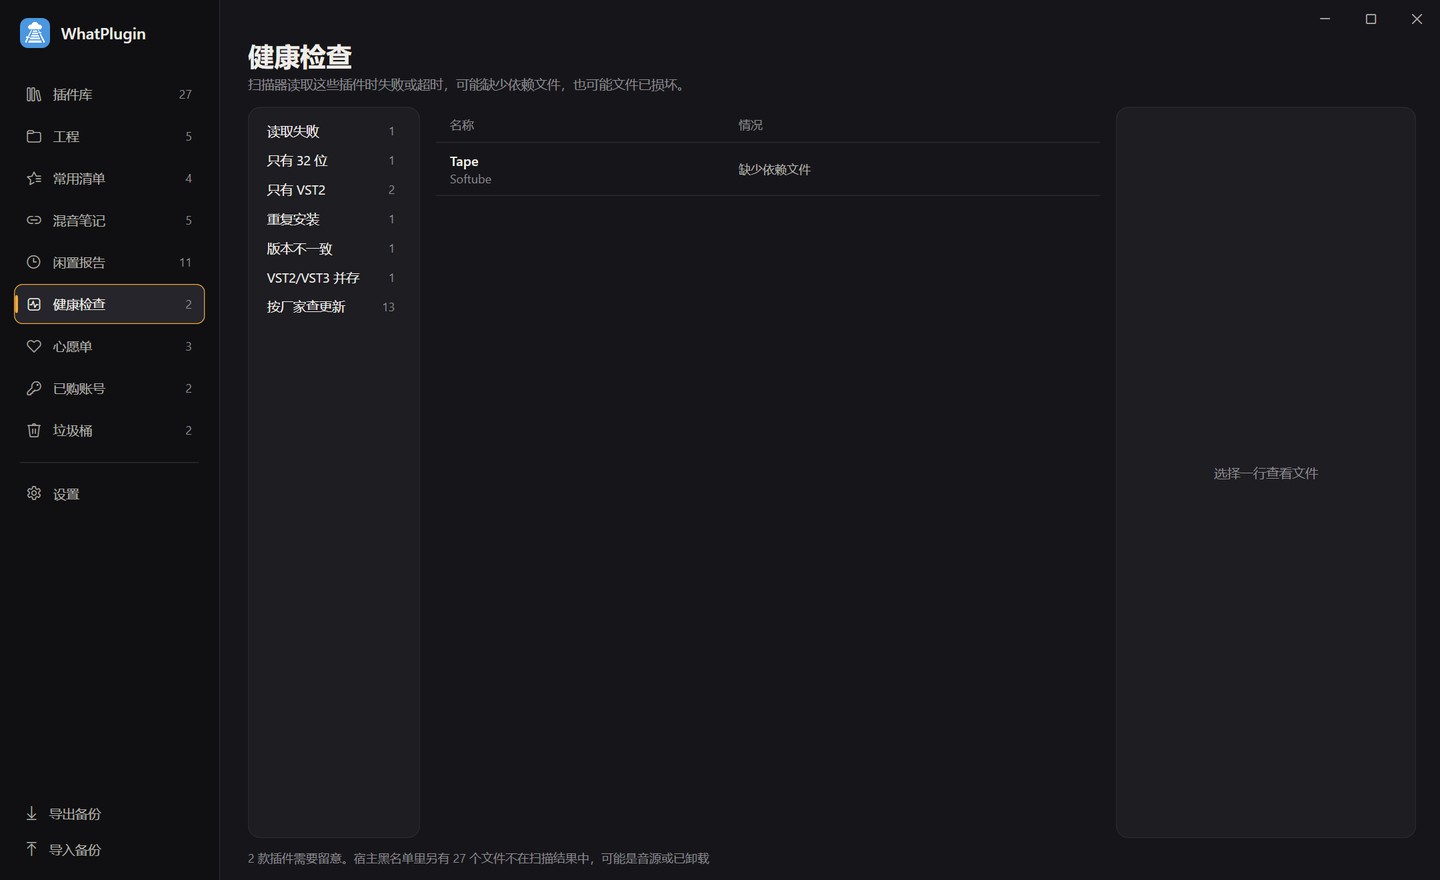 WhatPlugin
插件库 27
工程 5
常用清单 4
混音笔记 5
闲置报告 11
健康检查 2
心愿单 3
已购账号 2
垃圾桶 2
设置
导出备份
导入备份
健康检查
扫描器读取这些插件时失败或超时，可能缺少依赖文件，也可能文件已损坏。
读取失败 1
只有 32 位 1
只有 VST2 2
重复安装 1
版本不一致 1
VST2/VST3 并存 1
按厂家查更新 13
名称 情况
Tape
Softube
缺少依赖文件
选择一行查看文件
2 款插件需要留意。宿主黑名单里另有 27 个文件不在扫描结果中，可能是音源或已卸载